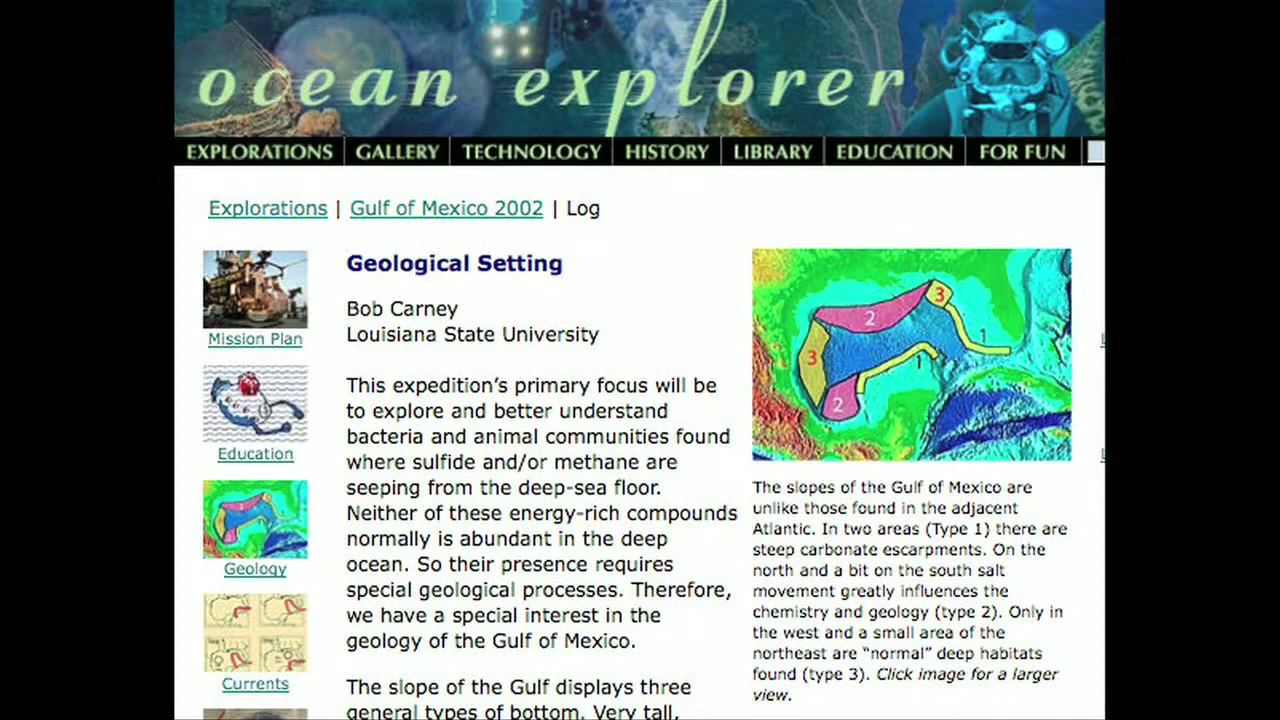 ocean explorer
EXPLORATIONS GALLERY TECHNOLOGY HISTORY LIBRARY EDUCATION FOR FUN
Explorations | Gulf of Mexico 2002 | Log
Mission Plan
Education
Geology
Currents
Geological Setting
Bob Carney
Louisiana State University
This expedition's primary focus will be
to explore and better understand
bacteria and animal communities found
where sulfide and/or methane are
seeping from the deep-sea floor.
Neither of these energy-rich compounds
normally is abundant in the deep
ocean. So their presence requires
special geological processes. Therefore,
we have a special interest in the
geology of the Gulf of Mexico.
The slope of the Gulf displays three
general types of bottom. Very tall,
3
2
1
3
1
2
The slopes of the Gulf of Mexico are
unlike those found in the adjacent
Atlantic. In two areas (Type 1) there are
steep carbonate escarpments. On the
north and a bit on the south salt
movement greatly influences the
chemistry and geology (type 2). Only in
the west and a small area of the
northeast are “normal” deep habitats
found (type 3). Click image for a larger
view.